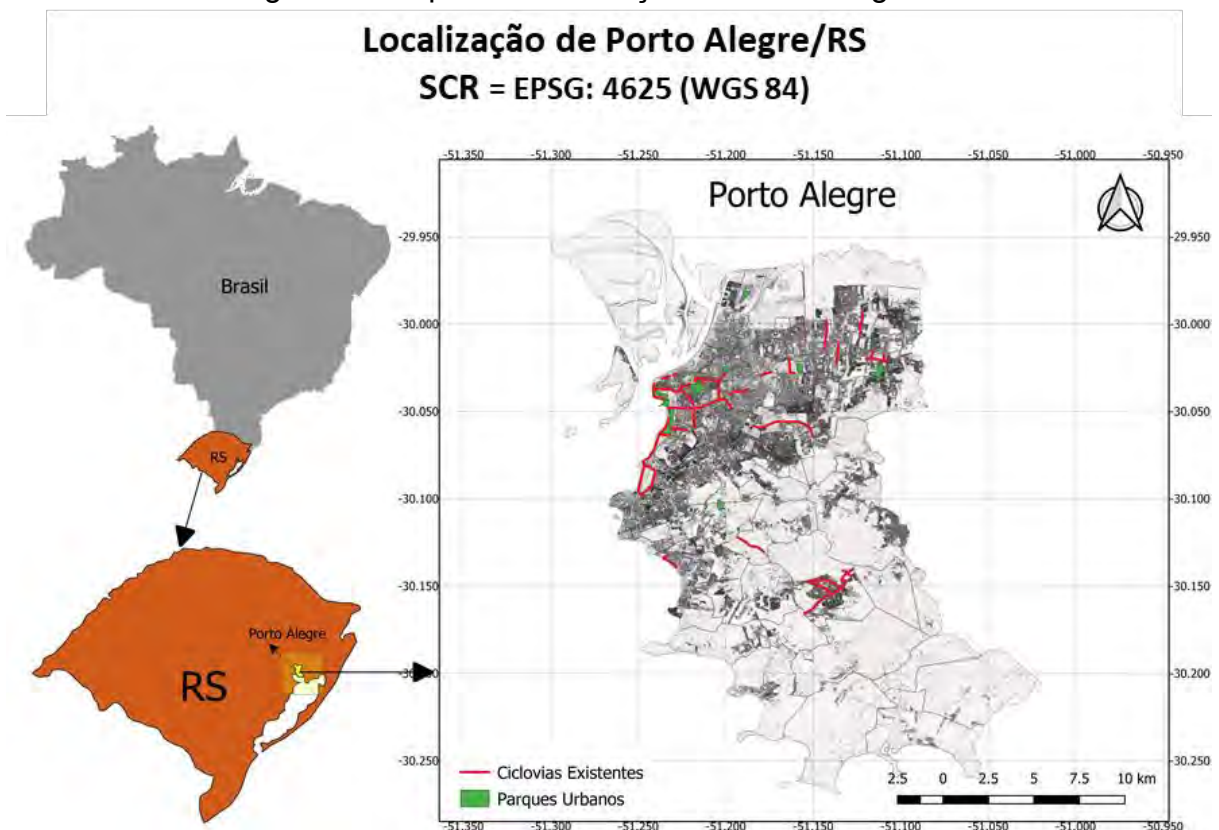 Localização de Porto Alegre/RS
SCR = EPSG: 4625 (WGS 84)
-51.350 -51.300 -51.250 -51.200 -51.150 -51.100 -51.050 -51.000 -50.950
Porto Alegre
-29.950 -29.950
Brasil
-30.000 -30.000
-30.050 -30.050
RS
-30.100 -30.100
-30.150 -30.150
Porto Alegre
RS
-30.200
-30.250 -30.250
Ciclovias Existentes
Parques Urbanos
2.5 0 2.5 5 7.5 10 km
-51.350 -51.300 -51.250 -51.200 -51.150 -51.100 -51.050 -51.000 -50.950